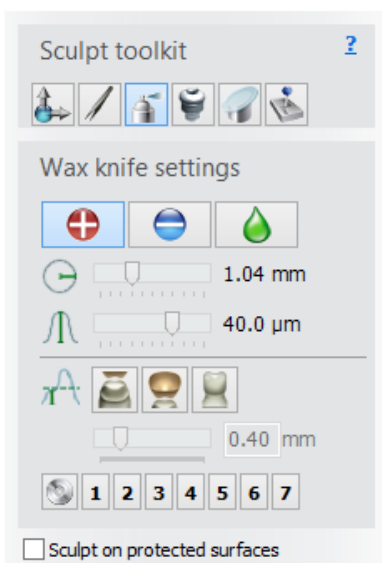 Sculpt toolkit ?
Wax knife settings
1.04 mm
40.0 µm
0.40 mm
1 2 3 4 5 6 7
Sculpt on protected surfaces